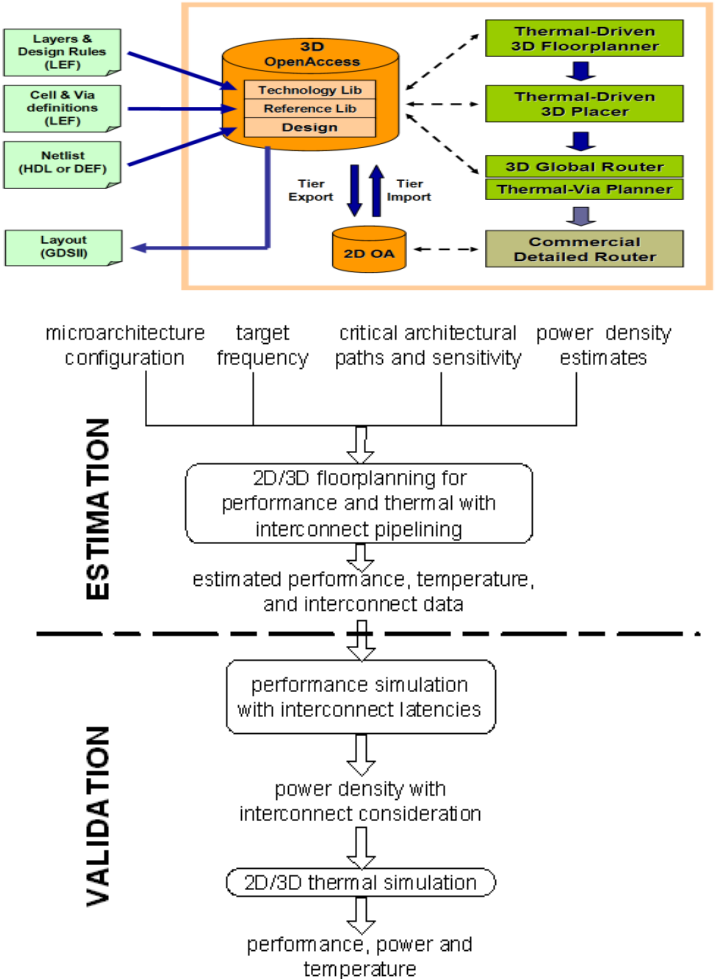 Layers &
Design Rules
(LEF)
Cell & Via
definitions
(LEF)
Netlist
(HDL or DEF)
Layout
(GDSII)
3D
OpenAccess
Technology Lib
Reference Lib
Design
Tier
Export
Tier
Import
2D OA
Thermal-Driven
3D Floorplanner
Thermal-Driven
3D Placer
3D Global Router
Thermal-Via Planner
Commercial
Detailed Router
microarchitecture
configuration
target
frequency
critical architectural
paths and sensitivity
power density
estimates
ESTIMATION
2D/3D floorplanning for
performance and thermal with
interconnect pipelining
estimated performance, temperature,
and interconnect data
VALIDATION
performance simulation
with interconnect latencies
power density with
interconnect consideration
2D/3D thermal simulation
performance, power and
temperature